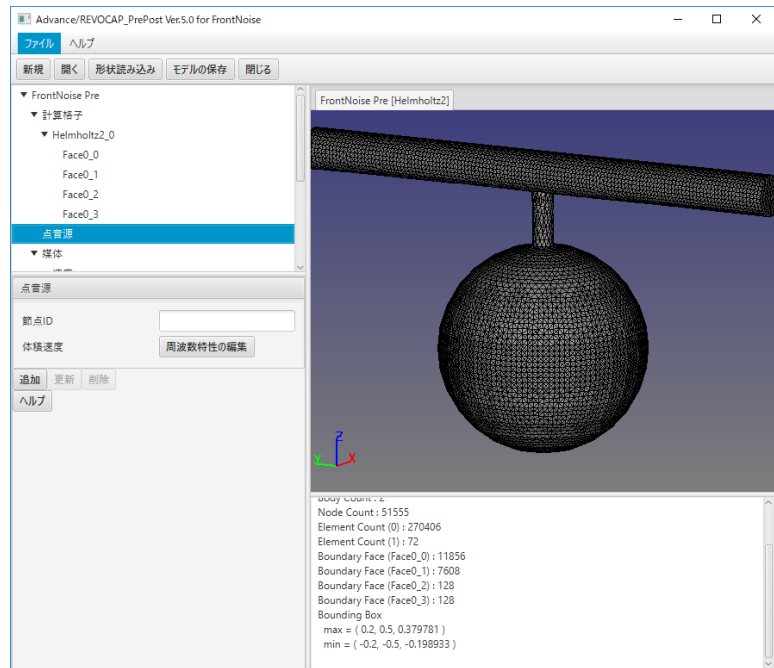 Advance/REVOCAP_PrePost Ver.5.0 for FrontNoise
ファイル ヘルプ
新規 開く 形状読み込み モデルの保存 閉じる
FrontNoise Pre
計算格子
Helmholtz2_0
Face0_0
Face0_1
Face0_2
Face0_3
点音源
媒体
点音源
節点ID
体積速度 周波数特性の編集
追加 更新 削除
ヘルプ
FrontNoise Pre [Helmholtz2]
Z
Y X
Body Count : 2
Node Count : 51555
Element Count (0) : 270406
Element Count (1) : 72
Boundary Face (Face0_0) : 11856
Boundary Face (Face0_1) : 7608
Boundary Face (Face0_2) : 128
Boundary Face (Face0_3) : 128
Bounding Box
max = ( 0.2, 0.5, 0.379781 )
min = ( -0.2, -0.5, -0.198933 )